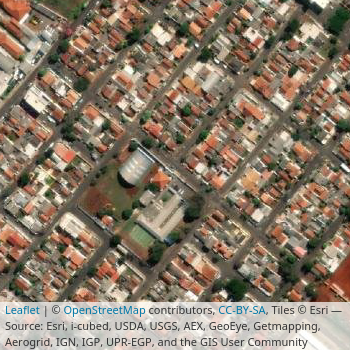 Leaflet | © OpenStreetMap contributors, CC-BY-SA, Tiles © Esri —
Source: Esri, i-cubed, USDA, USGS, AEX, GeoEye, Getmapping,
Aerogrid, IGN, IGP, UPR-EGP, and the GIS User Community